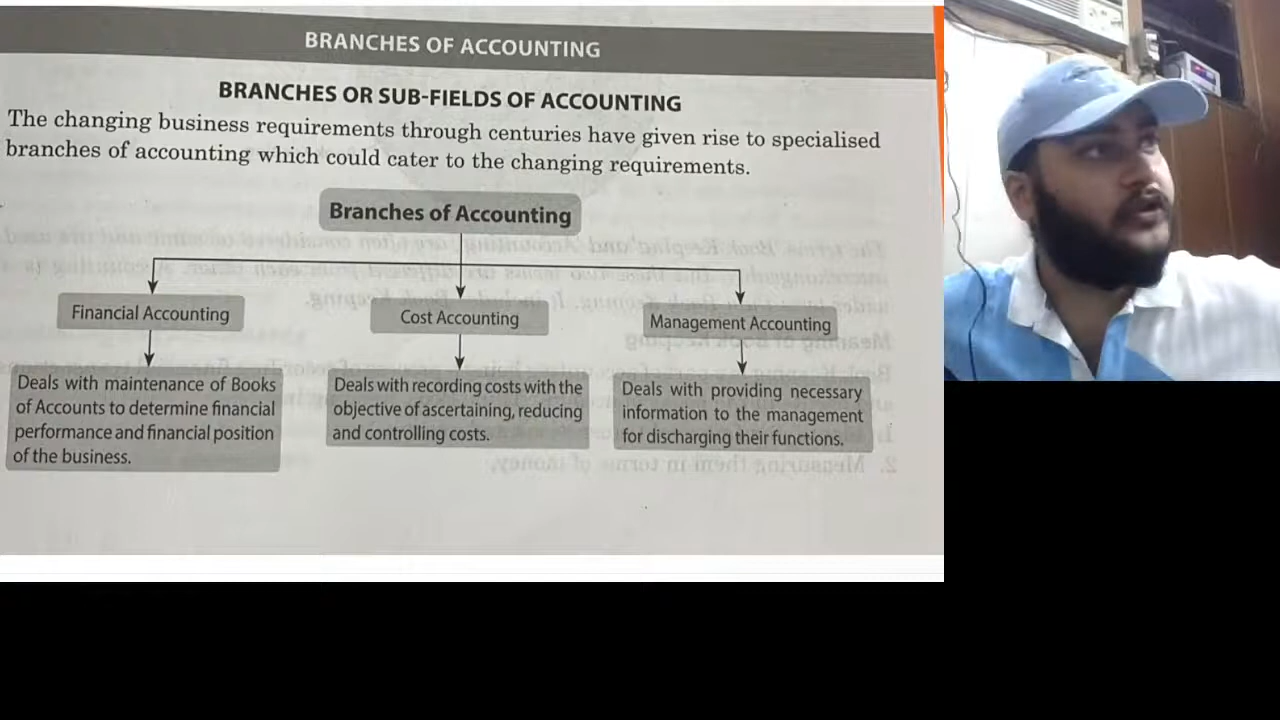 BRANCHES OF ACCOUNTING
BRANCHES OR SUB-FIELDS OF ACCOUNTING
The changing business requirements through centuries have given rise to specialised
branches of accounting which could cater to the changing requirements.
Branches of Accounting
Financial Accounting
Cost Accounting
Management Accounting
Deals with maintenance of Books
of Accounts to determine financial
performance and financial position
of the business.
Deals with recording costs with the
objective of ascertaining, reducing
and controlling costs.
Deals with providing necessary
information to the management
for discharging their functions.